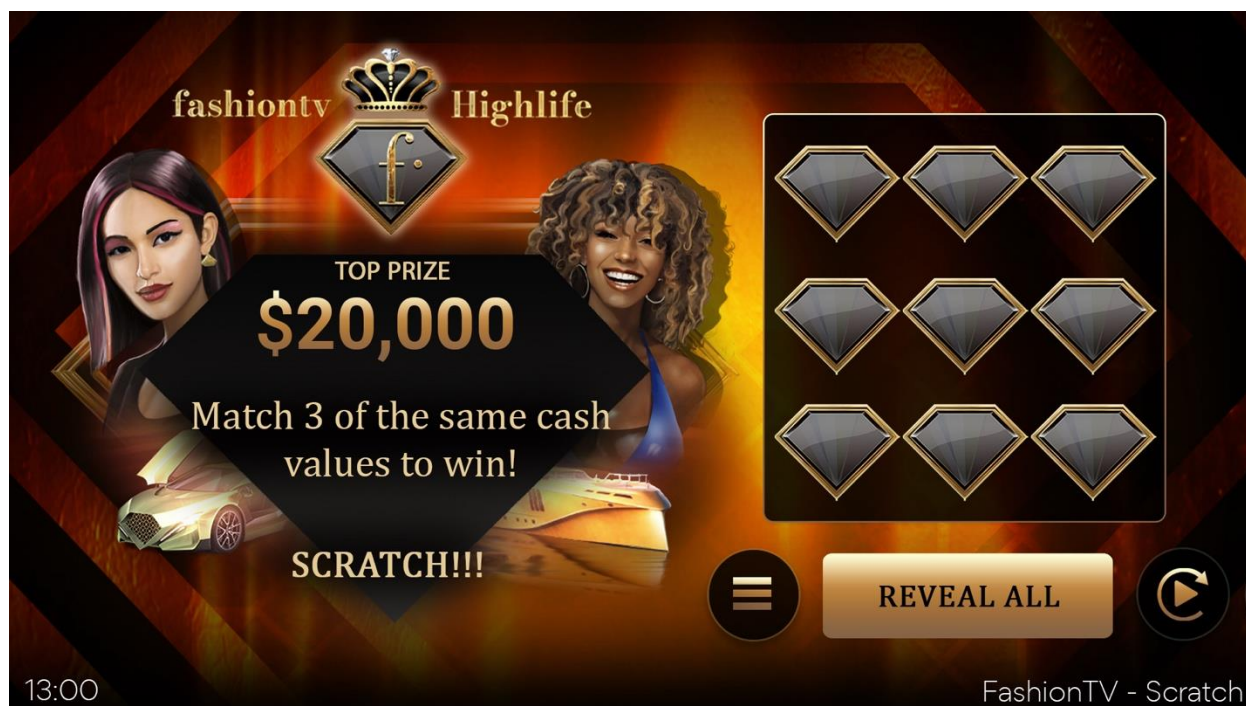 fashiontv Highlife
f
TOP PRIZE
$20,000
Match 3 of the same cash
values to win!
SCRATCH!!!
REVEAL ALL
13:00
FashionTV - Scratch